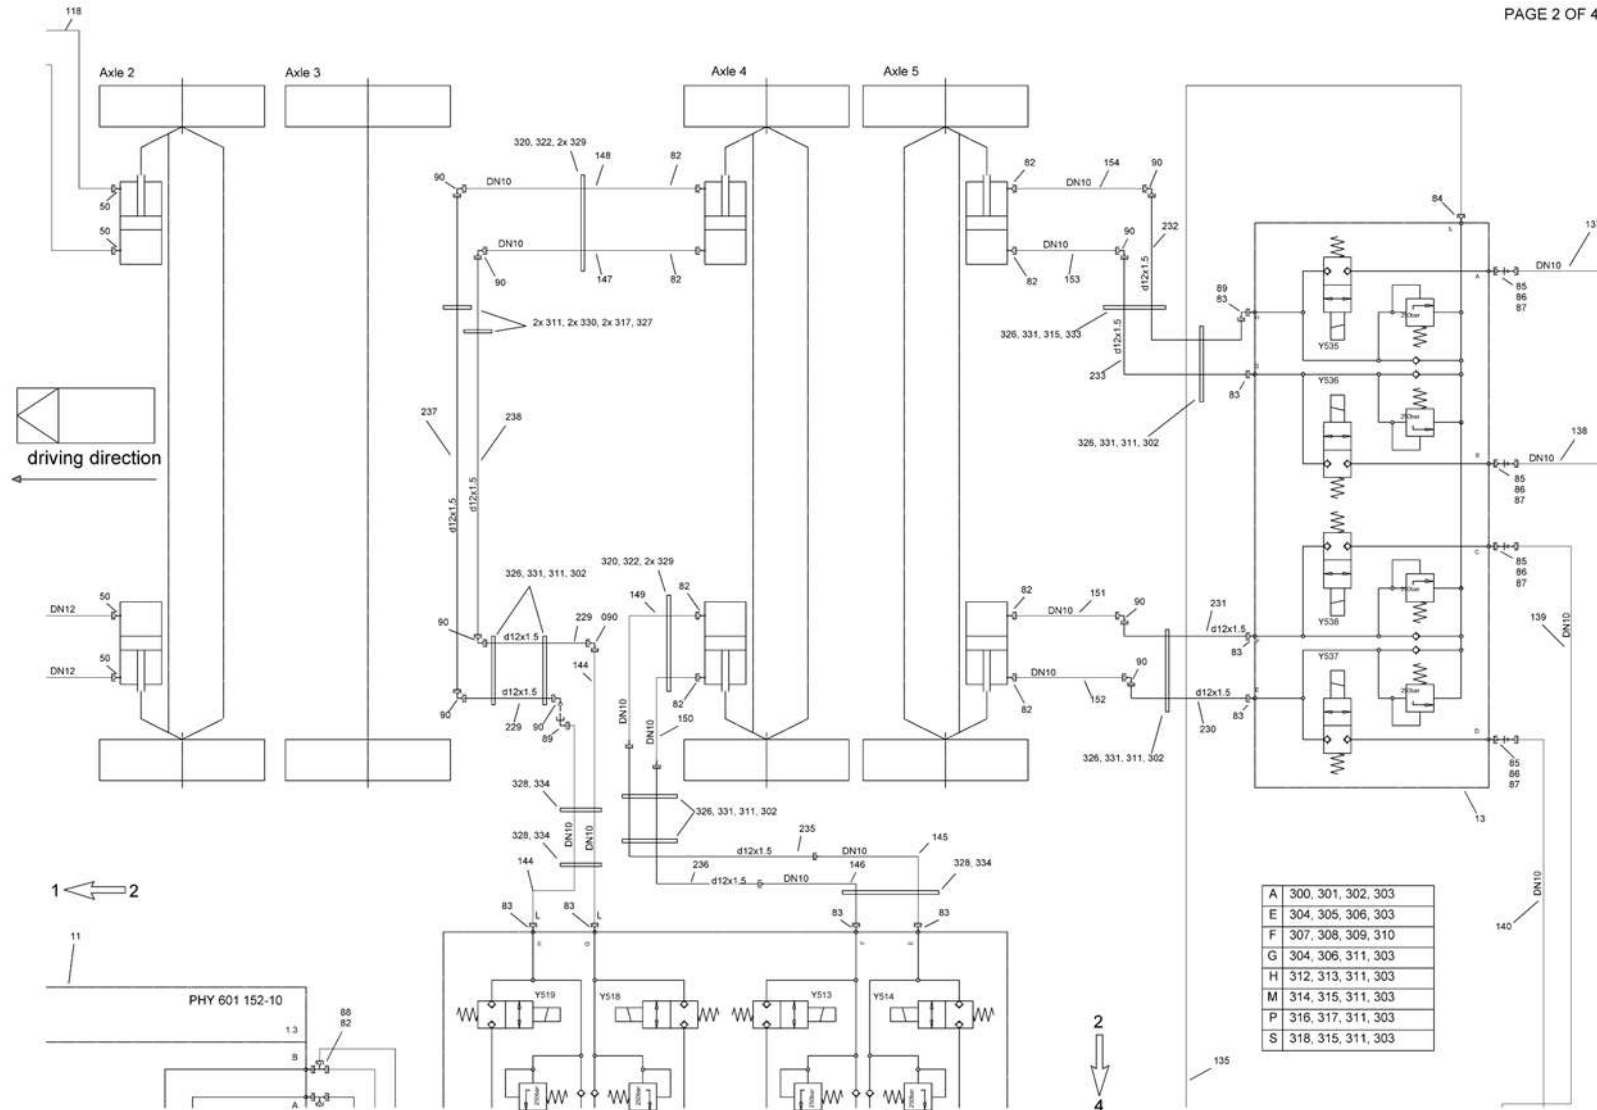 118
PAGE 2 OF 4
Axle 2
Axle 3
Axle 4
Axle 5
320, 322, 2x 329
148
82
90
DN10
50
50
DN10
90
147
82
2x 311, 2x 330, 2x 317, 327
82
DN10
154
90
232
90
DN10
82
153
d12x1.5
326, 331, 315, 333
d12x1.5
233
89
83
83
326, 331, 311, 302
84
L
A
DN10
85
86
87
250bar
Y535
Y536
250bar
B
DN10
138
85
86
87
driving direction
237
238
d12x1.5
d12x1.5
C
85
86
87
250bar
Y538
139
DN10
Y537
250bar
D
85
86
87
13
326, 331, 311, 302
320, 322, 2x 329
DN12
50
DN12
50
90
d12x1.5
229
090
144
90
d12x1.5
229
90
89
149
82
82
150
DN10
DN10
82
DN10
151
90
231
d12x1.5
83
DN10
90
82
152
d12x1.5
230
83
326, 331, 311, 302
328, 334
DN10
DN10
328, 334
144
326, 331, 311, 302
235
d12x1.5
DN10
145
236
d12x1.5
146
DN10
328, 334
1
2
83
L
83
L
83
83
G
F
E
11
PHY 601 152-10
1.3
88
82
B
A
Y519
Y518
Y513
Y514
250bar
250bar
250bar
250bar
A 300, 301, 302, 303
E 304, 305, 306, 303
F 307, 308, 309, 310
G 304, 306, 311, 303
H 312, 313, 311, 303
M 314, 315, 311, 303
P 316, 317, 311, 303
S 318, 315, 311, 303
DN10
140
2
4
135